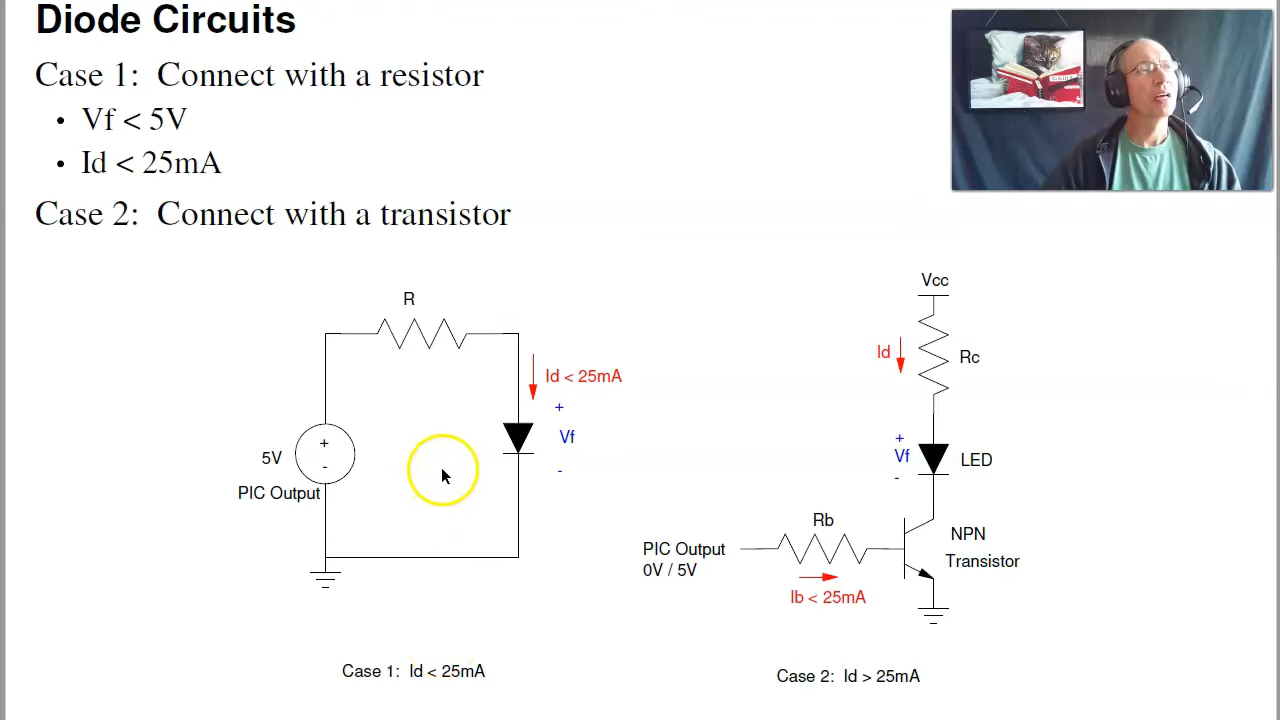 Diode Circuits
Case 1: Connect with a resistor
• Vf < 5V
• Id < 25mA
Case 2: Connect with a transistor
R
Id < 25mA
+
Vf
-
+
-
5V
PIC Output
Case 1: Id < 25mA
Vcc
Id
Rc
+
Vf
-
LED
Rb
NPN
Transistor
PIC Output
0V / 5V
Ib < 25mA
Case 2: Id > 25mA